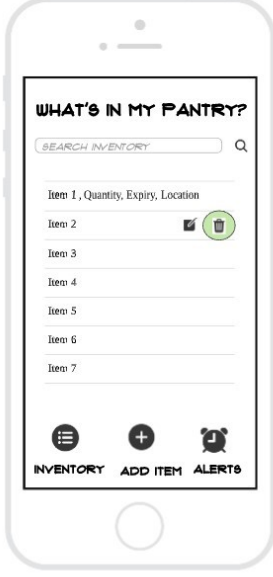 WHAT'S IN MY PANTRY?
SEARCH INVENTORY
Item 1, Quantity, Expiry, Location
Item 2
Item 3
Item 4
Item 5
Item 6
Item 7
INVENTORY ADD ITEM ALERTS